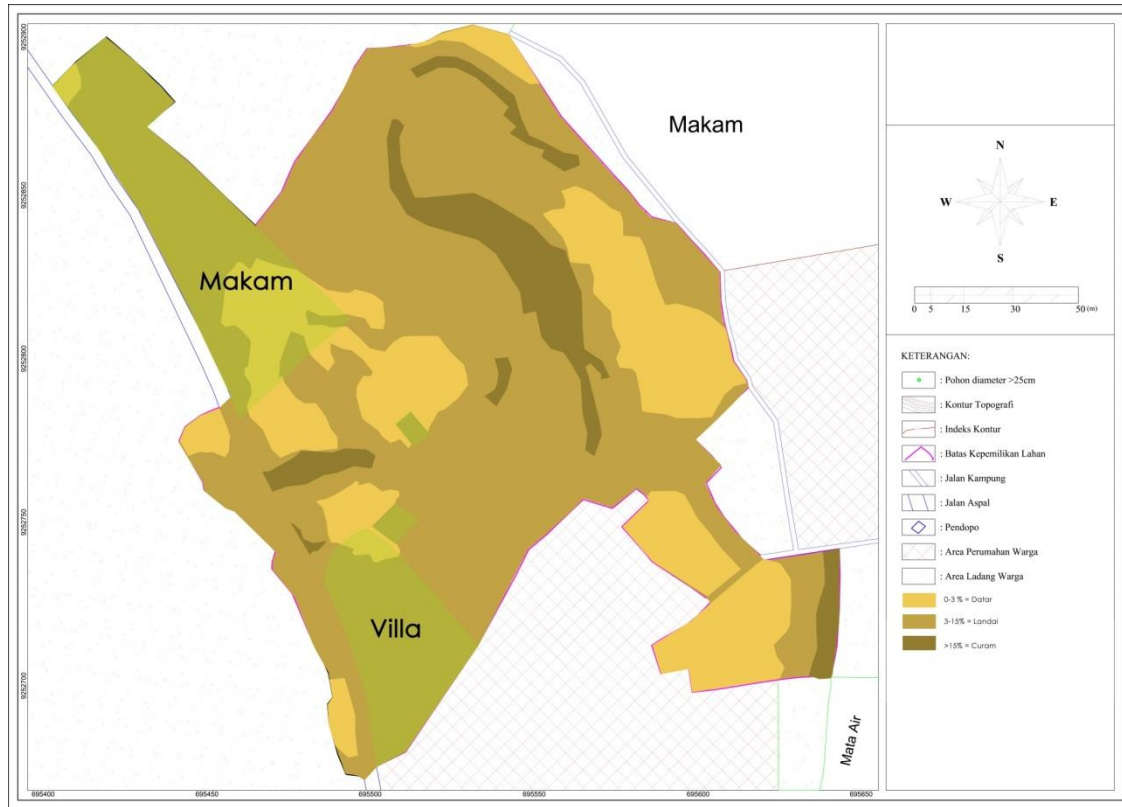 9252900
9252850
9252800
9252750
9252700
695400
695450
695500
695550
695600
695650
Makam
Makam
Villa
Mata Air
N
W
E
S
0 5 15 30 50 (m)
KETERANGAN:
: Pohon diameter >25cm
: Kontur Topografi
: Indeks Kontur
: Batas Kepemilikan Lahan
: Jalan Kampung
: Jalan Aspal
: Pendopo
: Area Perumahan Warga
: Area Ladang Warga
0-3 % = Datar
3-15% = Landai
>15% = Curam